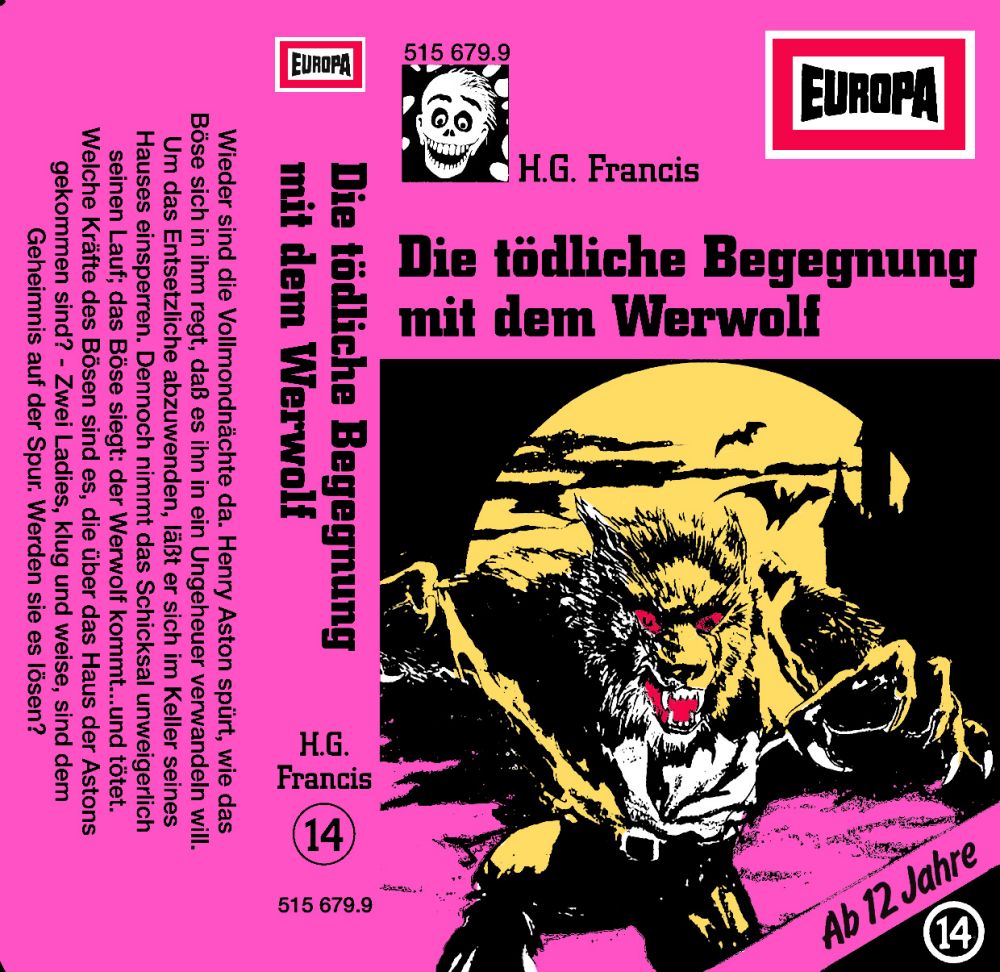 Wieder sind die Vollmondnächte da. Henry Aston spürt, wie das
Böse sich in ihm regt, daß es ihn in ein Ungeheuer verwandeln will.
Um das Entsetzliche abzuwenden, läßt er sich im Keller seines
Hauses einsperren. Dennoch nimmt das Schicksal unweigerlich
seinen Lauf; das Böse siegt: der Werwolf kommt...und tötet.
Welche Kräfte des Bösen sind es, die über das Haus der Astons
gekommen sind? - Zwei Ladies, klug und weise, sind dem
Geheimnis auf der Spur. Werden sie es lösen?
EUROPA
Die tödliche Begegnung
mit dem Werwolf
H.G.
Francis
14
515 679.9
515 679.9
EUROPA
H.G. Francis
Die tödliche Begegnung
mit dem Werwolf
Ab 12 Jahre
14